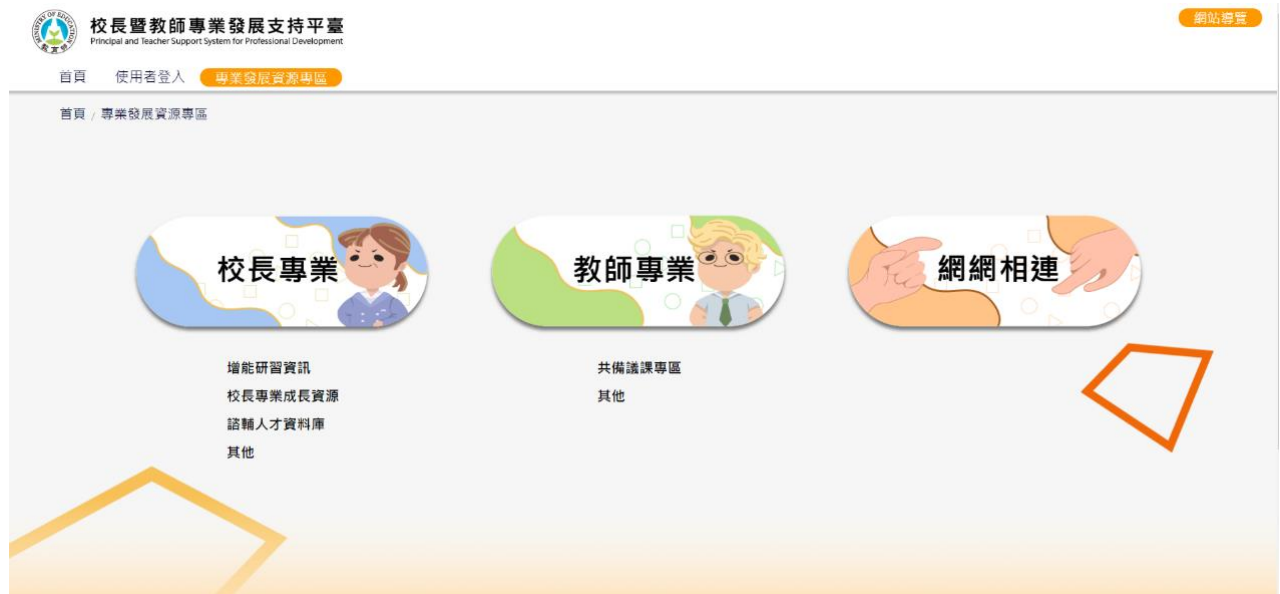 網站導覽
校長暨教師專業發展支持平臺
Principal and Teacher Support System for Professional Development
首頁 使用者登入 專業發展資源專區
首頁 / 專業發展資源專區
校長專業
教師專業
網網相連
增能研習資訊
校長專業成長資源
諮輔人才資料庫
其他
共備議課專區
其他